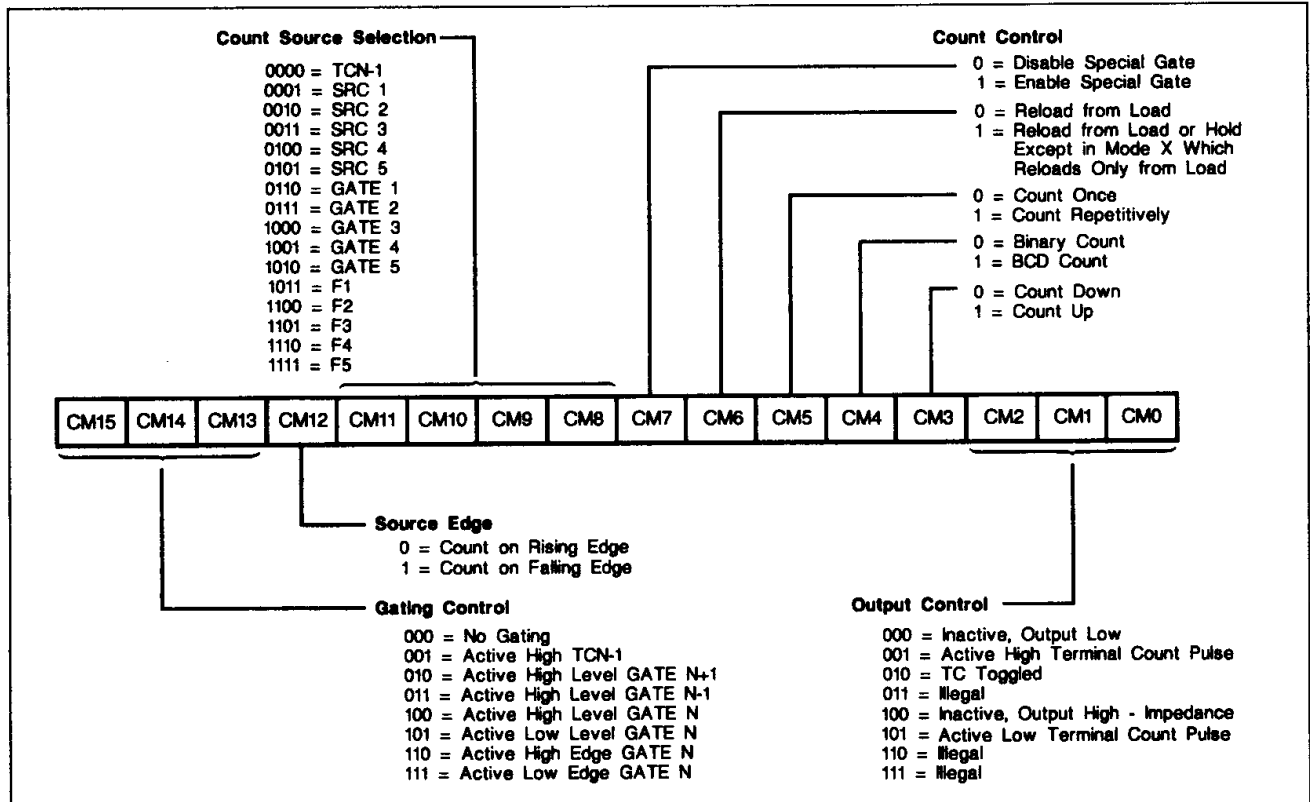 Count Source Selection
0000 = TCN-1
0001 = SRC 1
0010 = SRC 2
0011 = SRC 3
0100 = SRC 4
0101 = SRC 5
0110 = GATE 1
0111 = GATE 2
1000 = GATE 3
1001 = GATE 4
1010 = GATE 5
1011 = F1
1100 = F2
1101 = F3
1110 = F4
1111 = F5
Count Control
0 = Disable Special Gate
1 = Enable Special Gate
0 = Reload from Load
1 = Reload from Load or Hold
Except in Mode X Which
Reloads Only from Load
0 = Count Once
1 = Count Repetitively
0 = Binary Count
1 = BCD Count
0 = Count Down
1 = Count Up
CM15 CM14 CM13 CM12 CM11 CM10 CM9 CM8 CM7 CM6 CM5 CM4 CM3 CM2 CM1 CM0
Source Edge
0 = Count on Rising Edge
1 = Count on Falling Edge
Gating Control
000 = No Gating
001 = Active High TCN-1
010 = Active High Level GATE N+1
011 = Active High Level GATE N-1
100 = Active High Level GATE N
101 = Active Low Level GATE N
110 = Active High Edge GATE N
111 = Active Low Edge GATE N
Output Control
000 = Inactive, Output Low
001 = Active High Terminal Count Pulse
010 = TC Toggled
011 = Illegal
100 = Inactive, Output High - Impedance
101 = Active Low Terminal Count Pulse
110 = Illegal
111 = Illegal